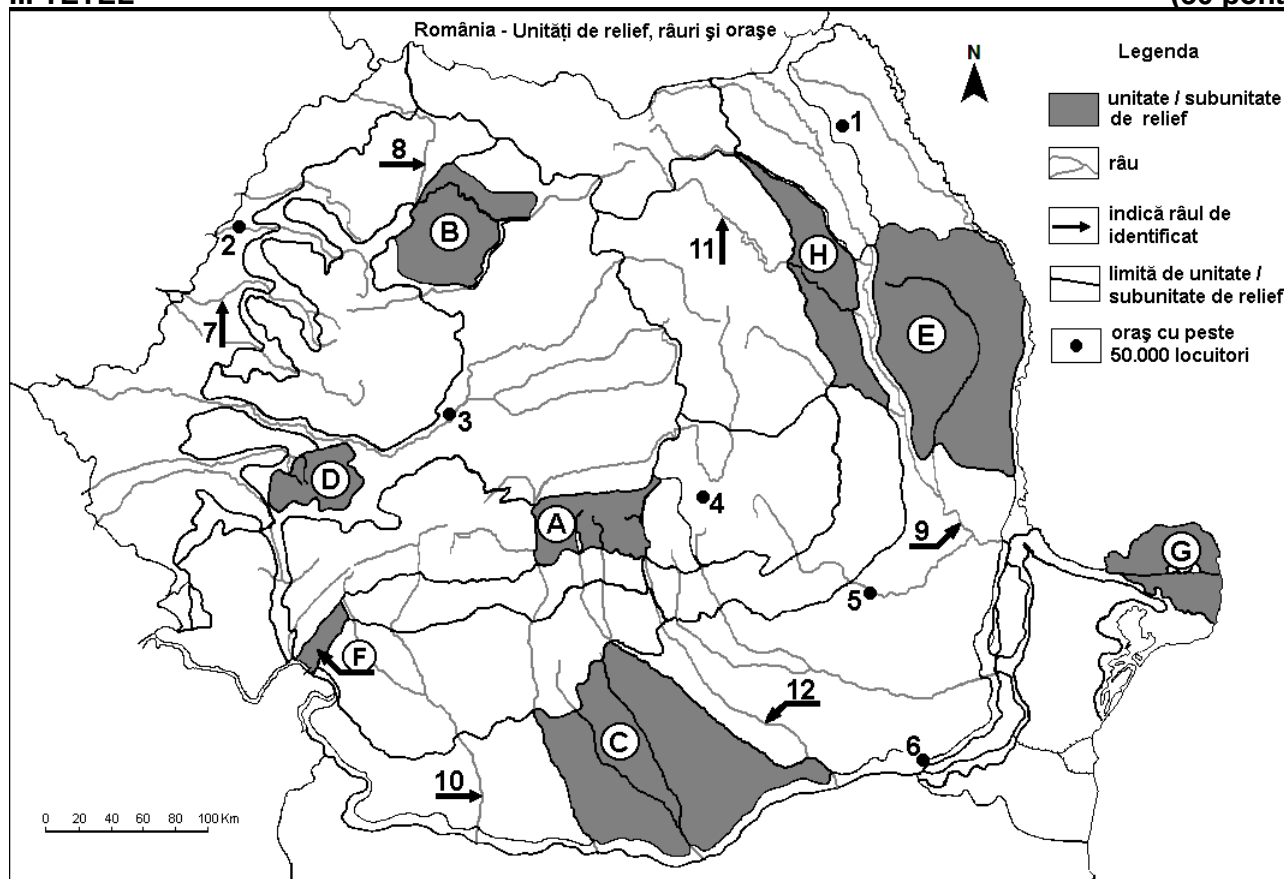 România - Unități de relief, râuri și orașe
N
Legenda
unitate / subunitate
de relief
râu
indică râul de
identificat
limită de unitate /
subunitate de relief
oraș cu peste
50.000 locuitori
1
8
2
B
11
H
7
E
3
D
4
A
9
G
5
F
12
C
6
10
0 20 40 60 80 100 Km